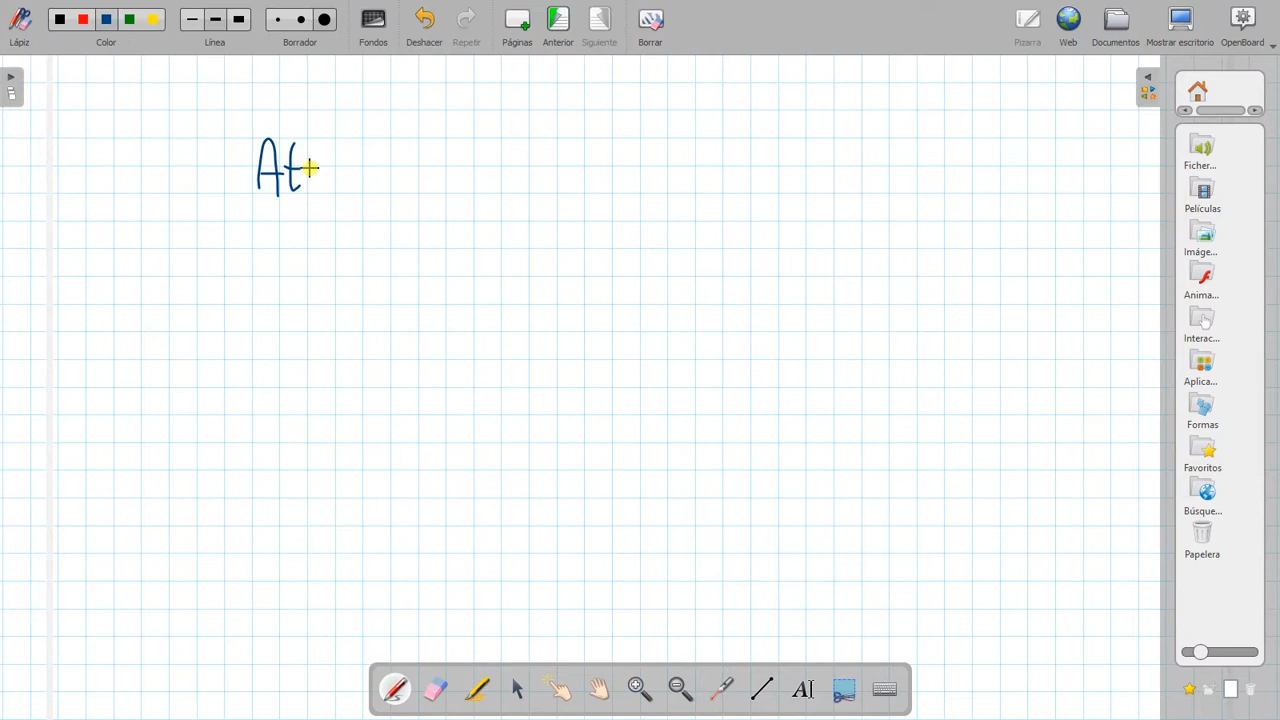 Lápiz Color Línea Borrador Fondos Deshacer Repetir Páginas Anterior Siguiente Borrar Pizarra Web Documentos Mostrar escritorio OpenBoard
At
Ficher...
Películas
Imáge...
Anima...
Interac...
Aplica...
Formas
Favoritos
Búsque...
Papelera